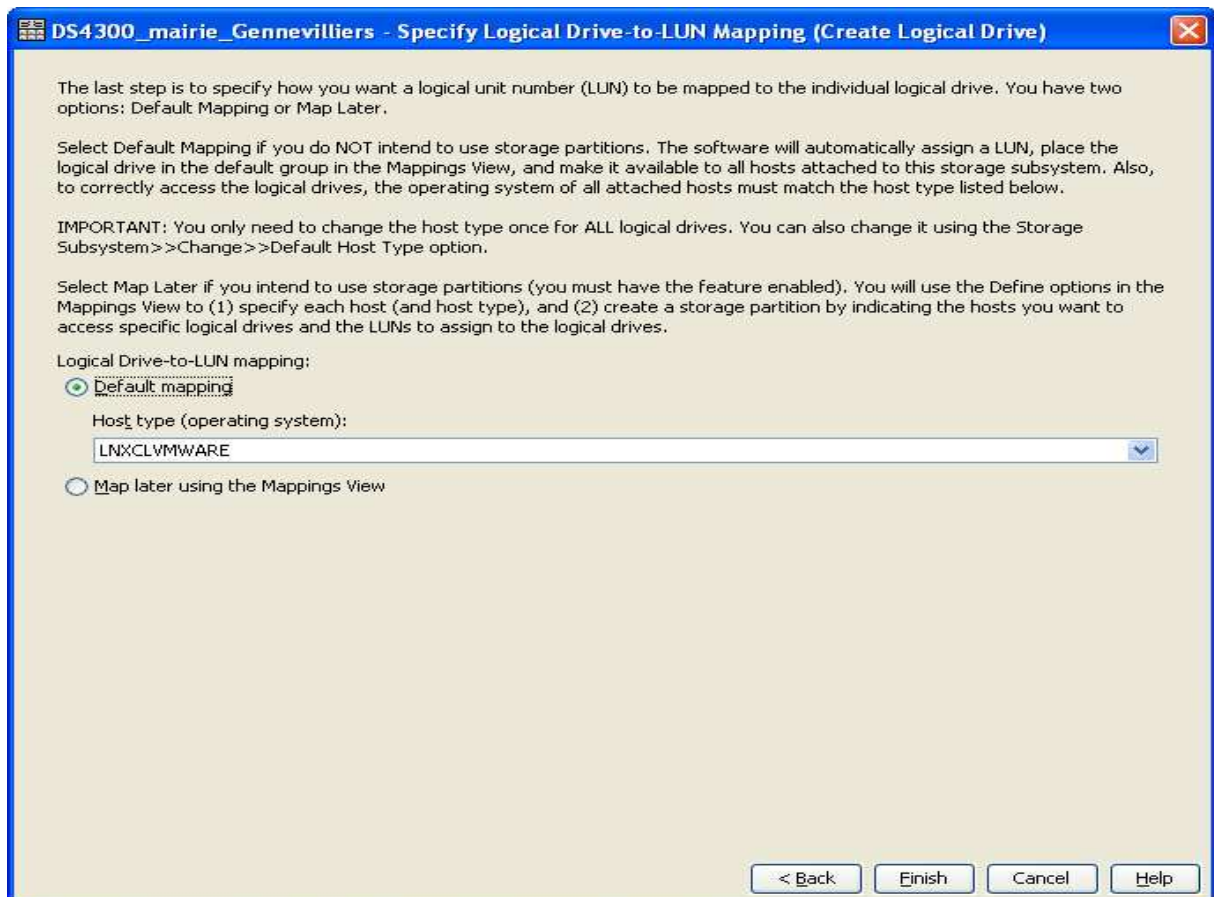 DS4300_mairie_Gennevilliers - Specify Logical Drive-to-LUN Mapping (Create Logical Drive)
The last step is to specify how you want a logical unit number (LUN) to be mapped to the individual logical drive. You have two
options: Default Mapping or Map Later.
Select Default Mapping if you do NOT intend to use storage partitions. The software will automatically assign a LUN, place the
logical drive in the default group in the Mappings View, and make it available to all hosts attached to this storage subsystem. Also,
to correctly access the logical drives, the operating system of all attached hosts must match the host type listed below.
IMPORTANT: You only need to change the host type once for ALL logical drives. You can also change it using the Storage
Subsystem>>Change>>Default Host Type option.
Select Map Later if you intend to use storage partitions (you must have the feature enabled). You will use the Define options in the
Mappings View to (1) specify each host (and host type), and (2) create a storage partition by indicating the hosts you want to
access specific logical drives and the LUNs to assign to the logical drives.
Logical Drive-to-LUN mapping:
Default mapping
Host type (operating system):
LNXCLVMWARE
Map later using the Mappings View
< Back Finish Cancel Help